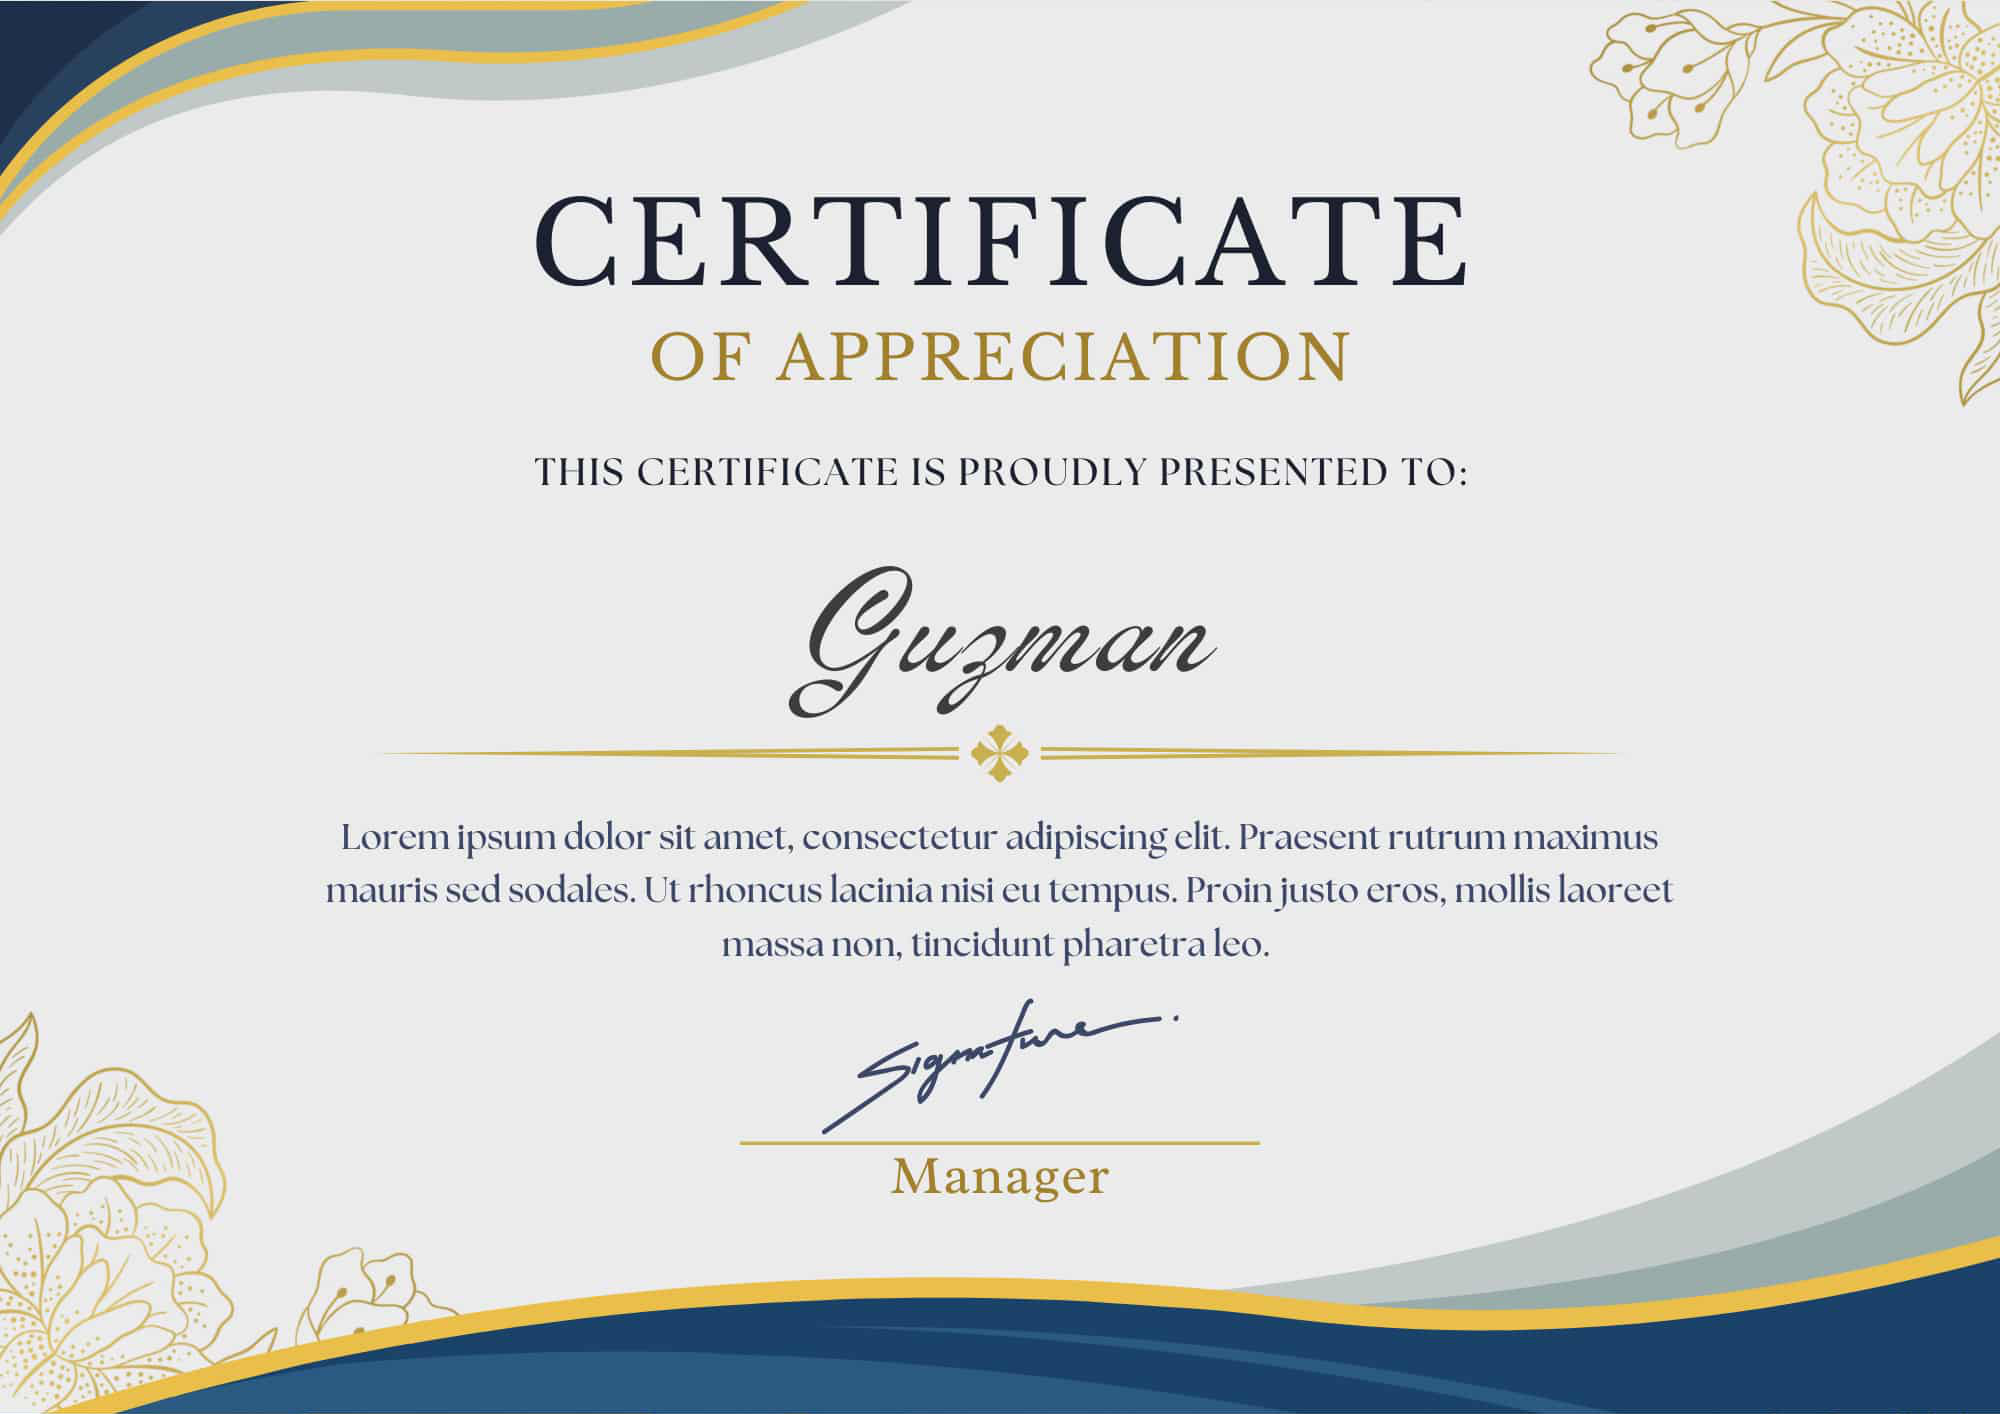 CERTIFICATE
OF APPRECIATION
THIS CERTIFICATE IS PROUDLY PRESENTED TO:
Guzman
Lorem ipsum dolor sit amet, consectetur adipiscing elit. Praesent rutrum maximus
mauris sed sodales. Ut rhoncus lacinia nisi eu tempus. Proin justo eros, mollis laoreet
massa non, tincidunt pharetra leo.
Signature
Manager